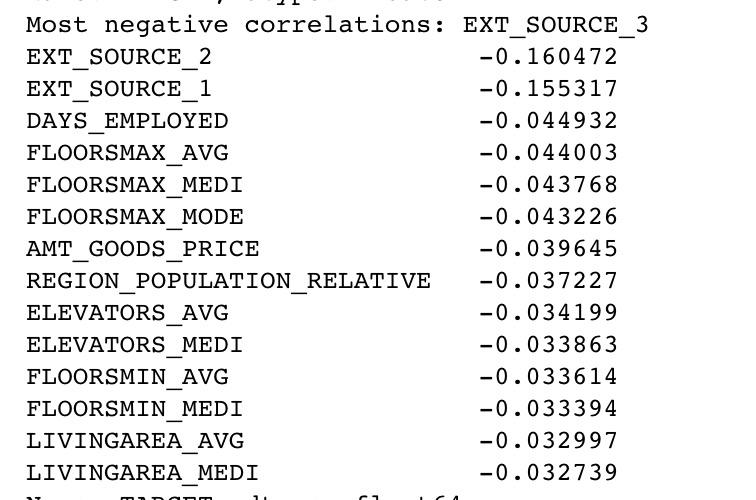 Most negative correlations: EXT_SOURCE_3
EXT_SOURCE_2 -0.160472
EXT_SOURCE_1 -0.155317
DAYS_EMPLOYED -0.044932
FLOORSMAX_AVG -0.044003
FLOORSMAX_MEDI -0.043768
FLOORSMAX_MODE -0.043226
AMT_GOODS_PRICE -0.039645
REGION_POPULATION_RELATIVE -0.037227
ELEVATORS_AVG -0.034199
ELEVATORS_MEDI -0.033863
FLOORSMIN_AVG -0.033614
FLOORSMIN_MEDI -0.033394
LIVINGAREA_AVG -0.032997
LIVINGAREA_MEDI -0.032739